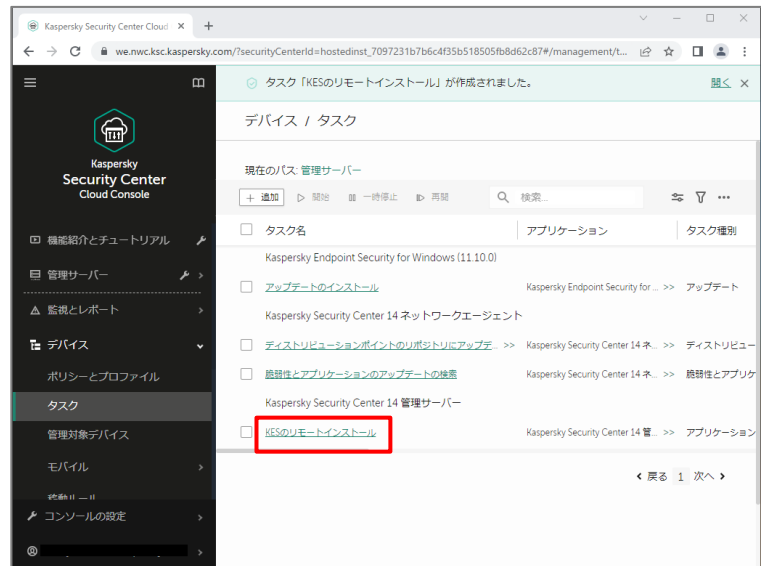 Kaspersky Security Center Cloud
we.nwc.ksc.kaspersky.com/?securityCenterId=hostedinst_7097231b7b6c4f35b518505fb8d62c87#/management/t...
タスク「KESのリモートインストール」が作成されました。 開く
Kaspersky
Security Center
Cloud Console
機能紹介とチュートリアル
管理サーバー
監視とレポート
デバイス
ポリシーとプロファイル
タスク
管理対象デバイス
モバイル
移動ルール
コンソールの設定
デバイス / タスク
現在のパス: 管理サーバー
追加 開始 一時停止 再開 検索...
タスク名 アプリケーション タスク種別
Kaspersky Endpoint Security for Windows (11.10.0)
アップデートのインストール Kaspersky Endpoint Security for ... >> アップデート
Kaspersky Security Center 14 ネットワークエージェント
ディストリビューションポイントのリポジトリにアップデ... >> Kaspersky Security Center 14 ネ... >> ディストリビュー
脆弱性とアプリケーションのアップデートの検索 Kaspersky Security Center 14 ネ... >> 脆弱性とアプリケ
Kaspersky Security Center 14 管理サーバー
KESのリモートインストール Kaspersky Security Center 14 管... >> アプリケーション
戻る 1 次へ